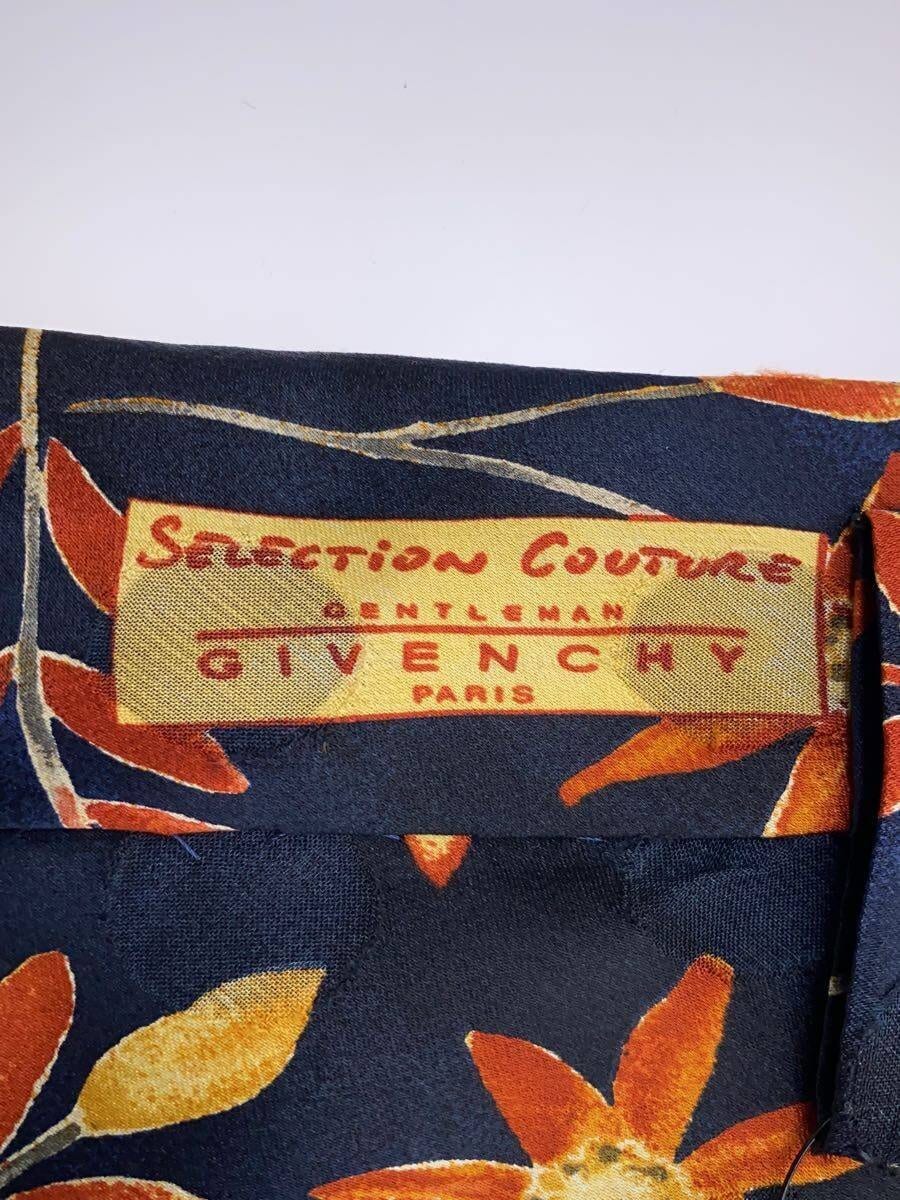 SELECTiON COUTURE
GENTLEMAN
GIVENCHY
PARIS